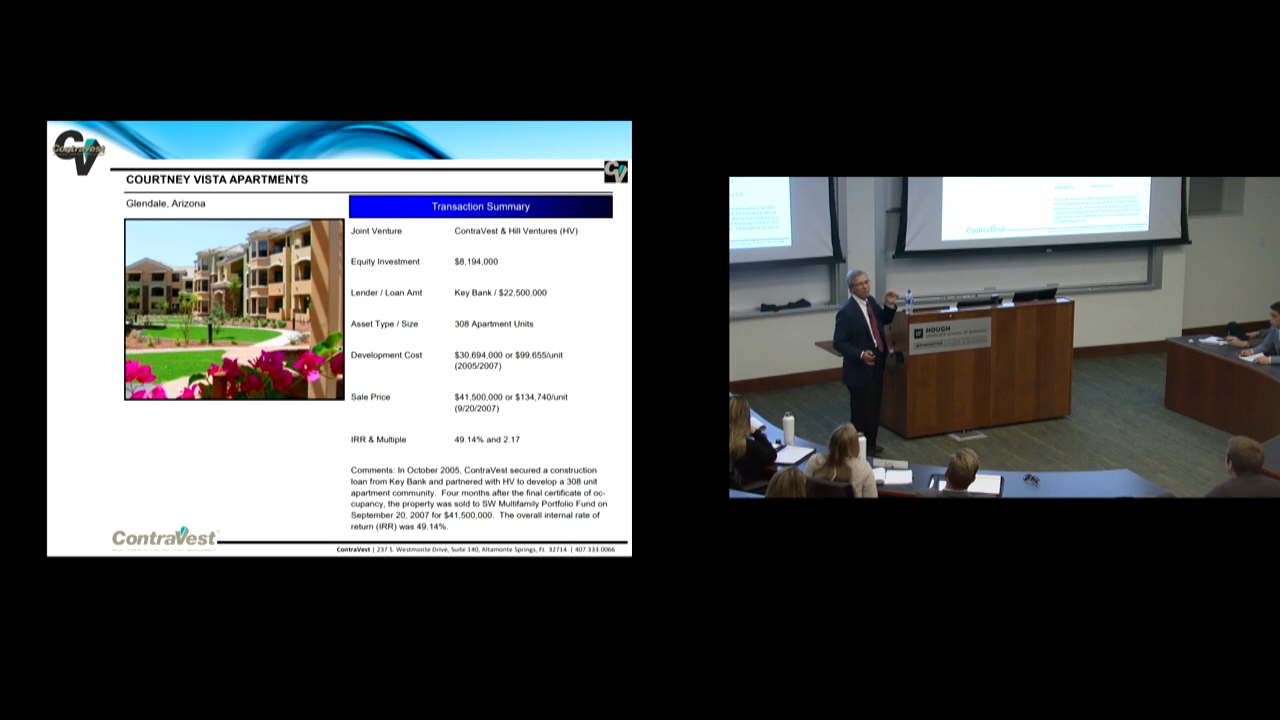 CV
ContraVest
CV
COURTNEY VISTA APARTMENTS
Glendale, Arizona
Transaction Summary
Joint Venture ContraVest & Hill Ventures (HV)
Equity Investment $8,194,000
Lender / Loan Amt Key Bank / $22,500,000
Asset Type / Size 308 Apartment Units
Development Cost $30,694,000 or $99,655/unit
(2005/2007)
Sale Price $41,500,000 or $134,740/unit
(9/20/2007)
IRR & Multiple 49.14% and 2.17
Comments: In October 2005, ContraVest secured a construction
loan from Key Bank and partnered with HV to develop a 308 unit
apartment community. Four months after the final certificate of oc-
cupancy, the property was sold to SW Multifamily Portfolio Fund on
September 20, 2007 for $41,500,000. The overall internal rate of
return (IRR) was 49.14%.
ContraVest
ContraVest | 237 S. Westmonte Drive, Suite 140, Altamonte Springs, FL 32714 | 407.333.0066
ContraVest
HOUGH